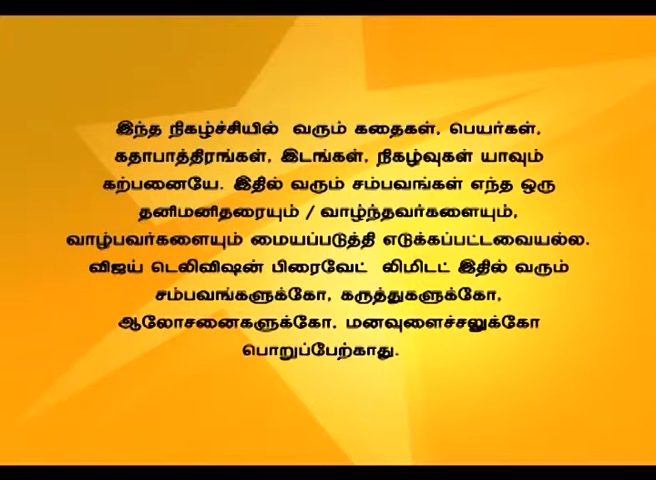 இந்த நிகழ்ச்சியில் வரும் கதைகள், பெயர்கள்,
கதாபாத்திரங்கள், இடங்கள், நிகழ்வுகள் யாவும்
கற்பனையே. இதில் வரும் சம்பவங்கள் எந்த ஒரு
தனிமனிதரையும் / வாழ்ந்தவர்களையும்,
வாழ்பவர்களையும் மையப்படுத்தி எடுக்கப்பட்டவையல்ல.
விஜய் டெலிவிஷன் பிரைவேட் லிமிடட் இதில் வரும்
சம்பவங்களுக்கோ, கருத்துகளுக்கோ,
ஆலோசனைகளுக்கோ, மனவுளைச்சலுக்கோ
பொறுப்பேற்காது.